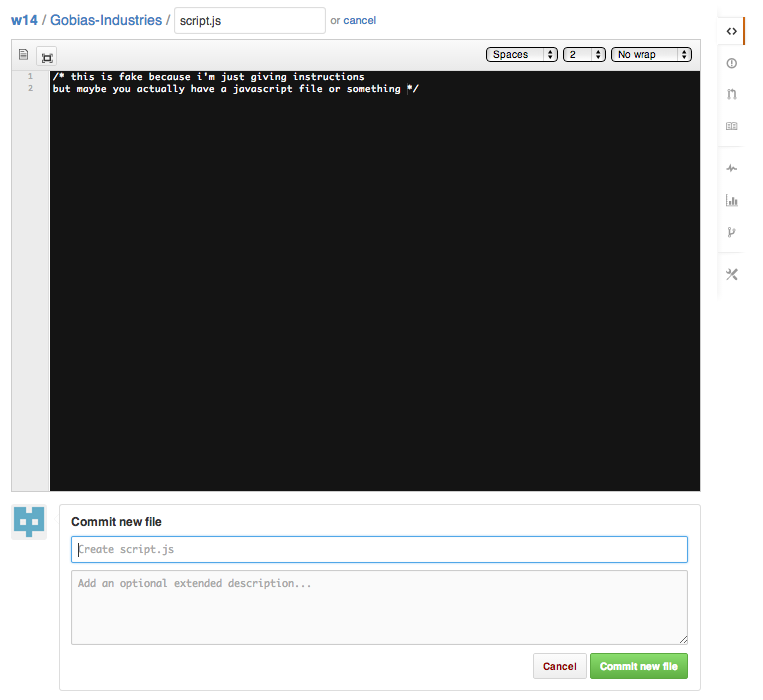 w14 / Gobias-Industries / script.js or cancel
Spaces 2 No wrap
1 /* this is fake because i'm just giving instructions
2 but maybe you actually have a javascript file or something */
Commit new file
Create script.js
Add an optional extended description...
Cancel Commit new file